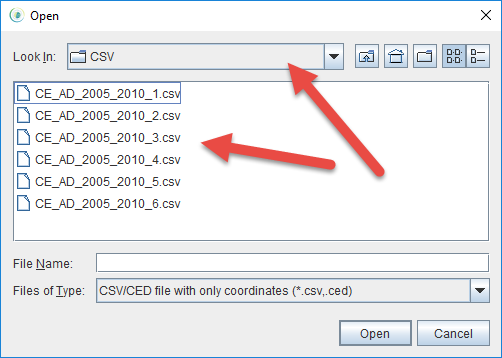 Open
Look In: CSV
CE_AD_2005_2010_1.csv
CE_AD_2005_2010_2.csv
CE_AD_2005_2010_3.csv
CE_AD_2005_2010_4.csv
CE_AD_2005_2010_5.csv
CE_AD_2005_2010_6.csv
File Name:
Files of Type: CSV/CED file with only coordinates (*.csv,.ced)
Open Cancel